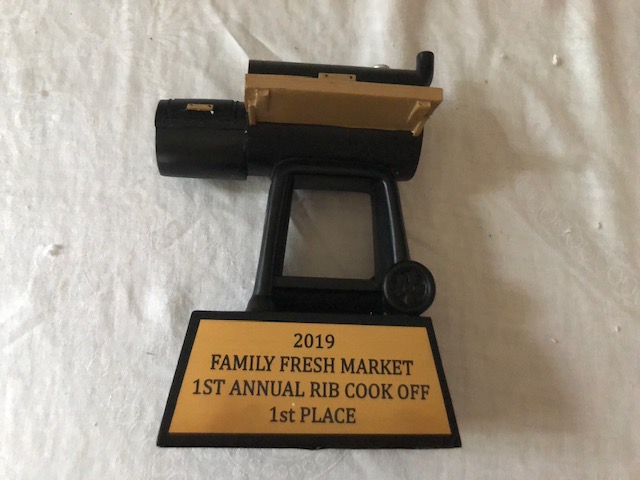 2019
FAMILY FRESH MARKET
1ST ANNUAL RIB COOK OFF
1st PLACE